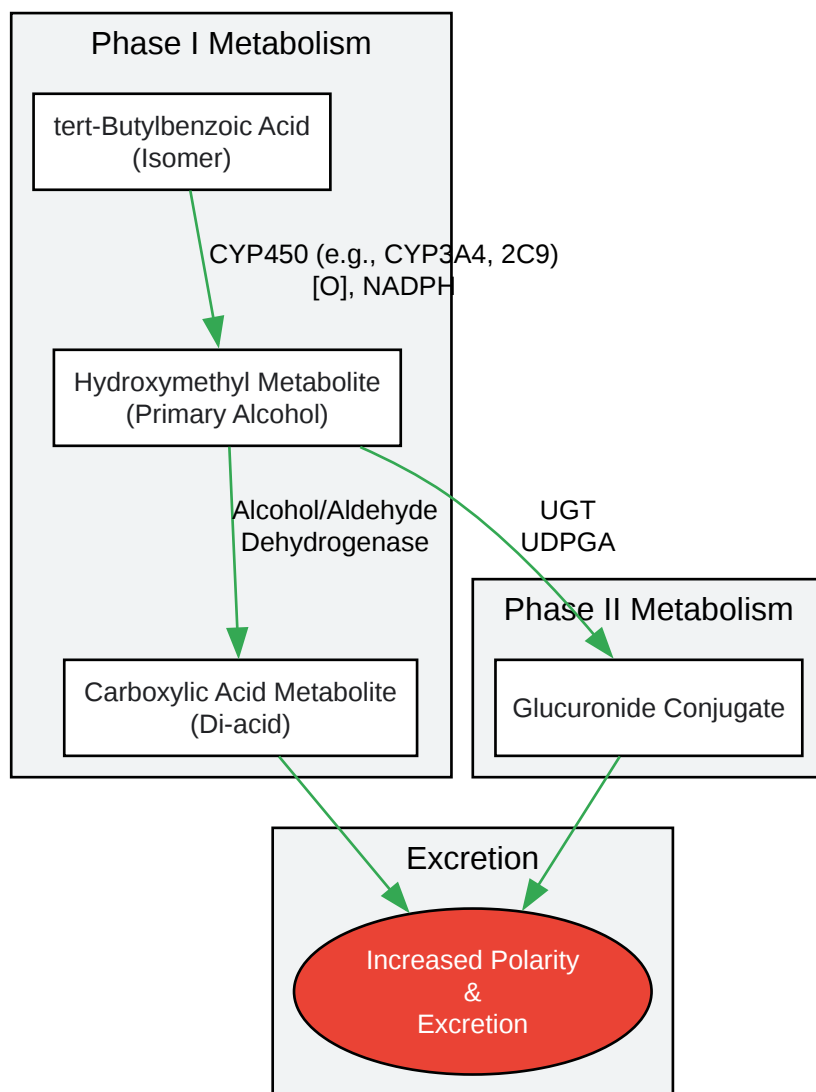 Phase I Metabolism
tert-Butylbenzoic Acid
(Isomer)
CYP450 (e.g., CYP3A4, 2C9)
[O], NADPH
Hydroxymethyl Metabolite
(Primary Alcohol)
Alcohol/Aldehyde
Dehydrogenase
UGT
UDPGA
Phase II Metabolism
Carboxylic Acid Metabolite
(Di-acid)
Glucuronide Conjugate
Excretion
Increased Polarity
&
Excretion